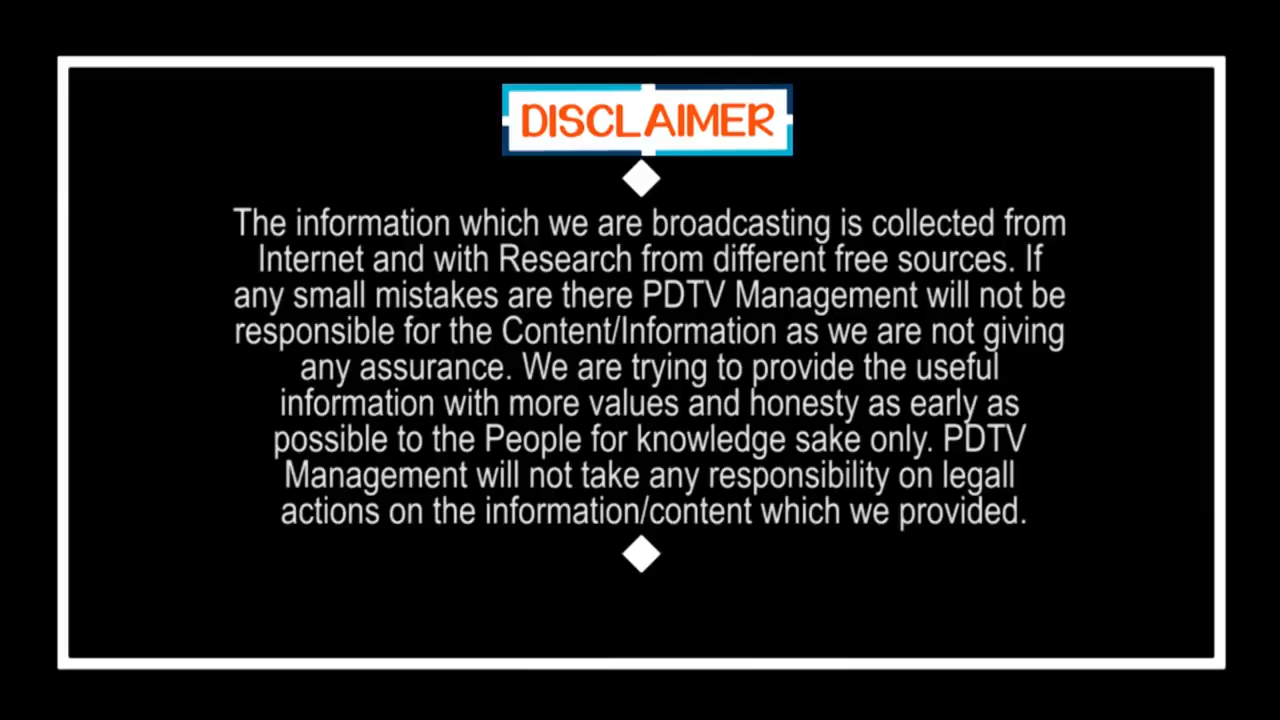 DISCLAIMER
The information which we are broadcasting is collected from
Internet and with Research from different free sources. If
any small mistakes are there PDTV Management will not be
responsible for the Content/Information as we are not giving
any assurance. We are trying to provide the useful
information with more values and honesty as early as
possible to the People for knowledge sake only. PDTV
Management will not take any responsibility on legall
actions on the information/content which we provided.